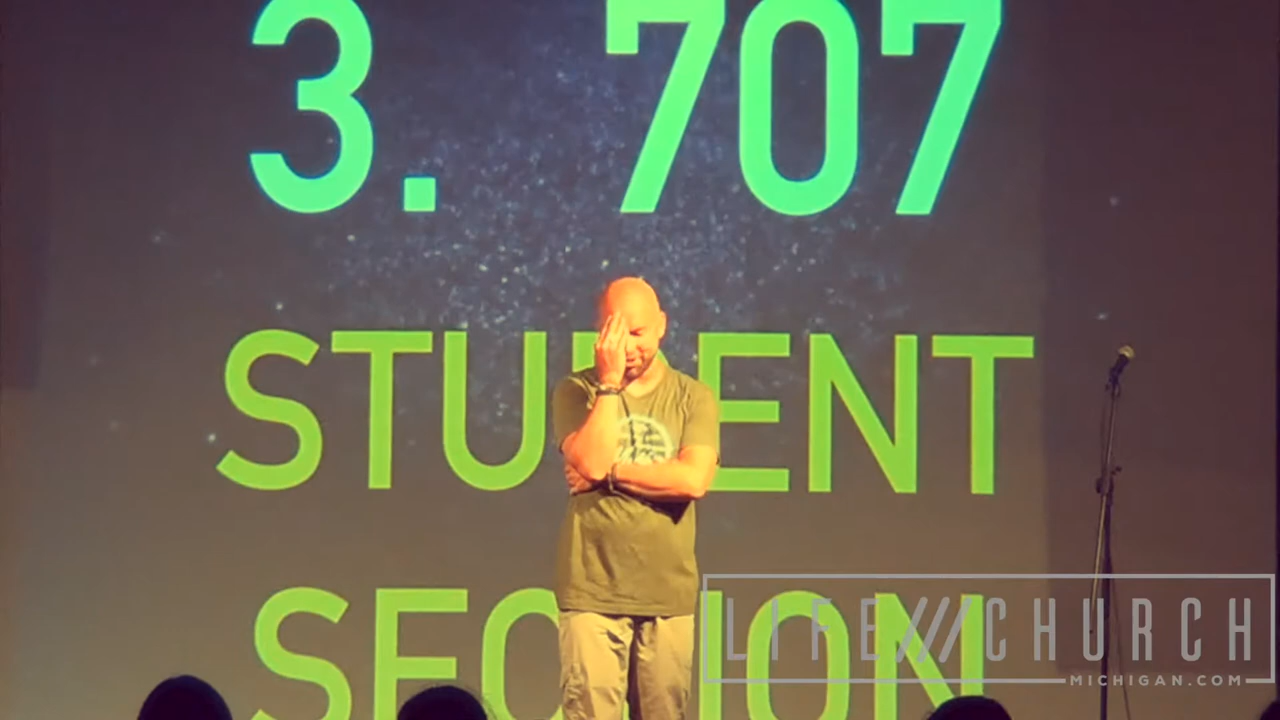 3. 707
STUDENT
SECTION
LIFE///CHURCH
MICHIGAN.COM